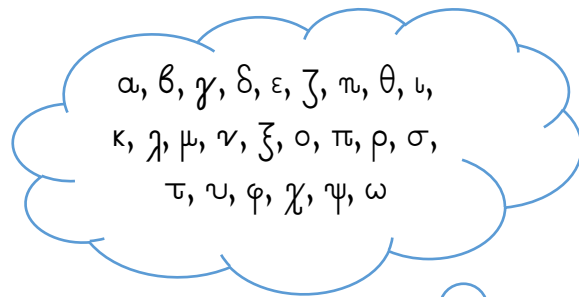 α, β, γ, δ, ε, ζ, η, θ, ι,
κ, λ, μ, ν, ξ, ο, π, ρ, σ,
τ, υ, φ, χ, ψ, ω